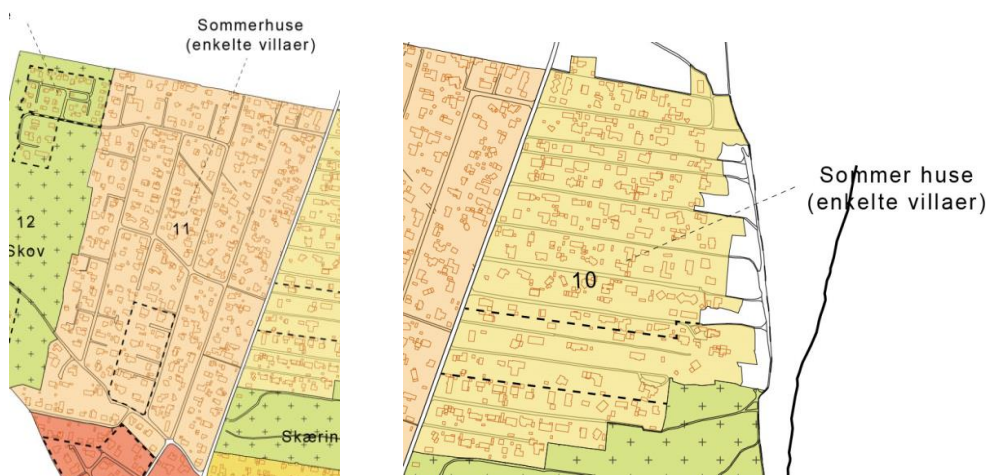 Sommerhuse
(enkelte villaer)
11
12
Skov
Skærin
Sommer huse
(enkelte villaer)
10